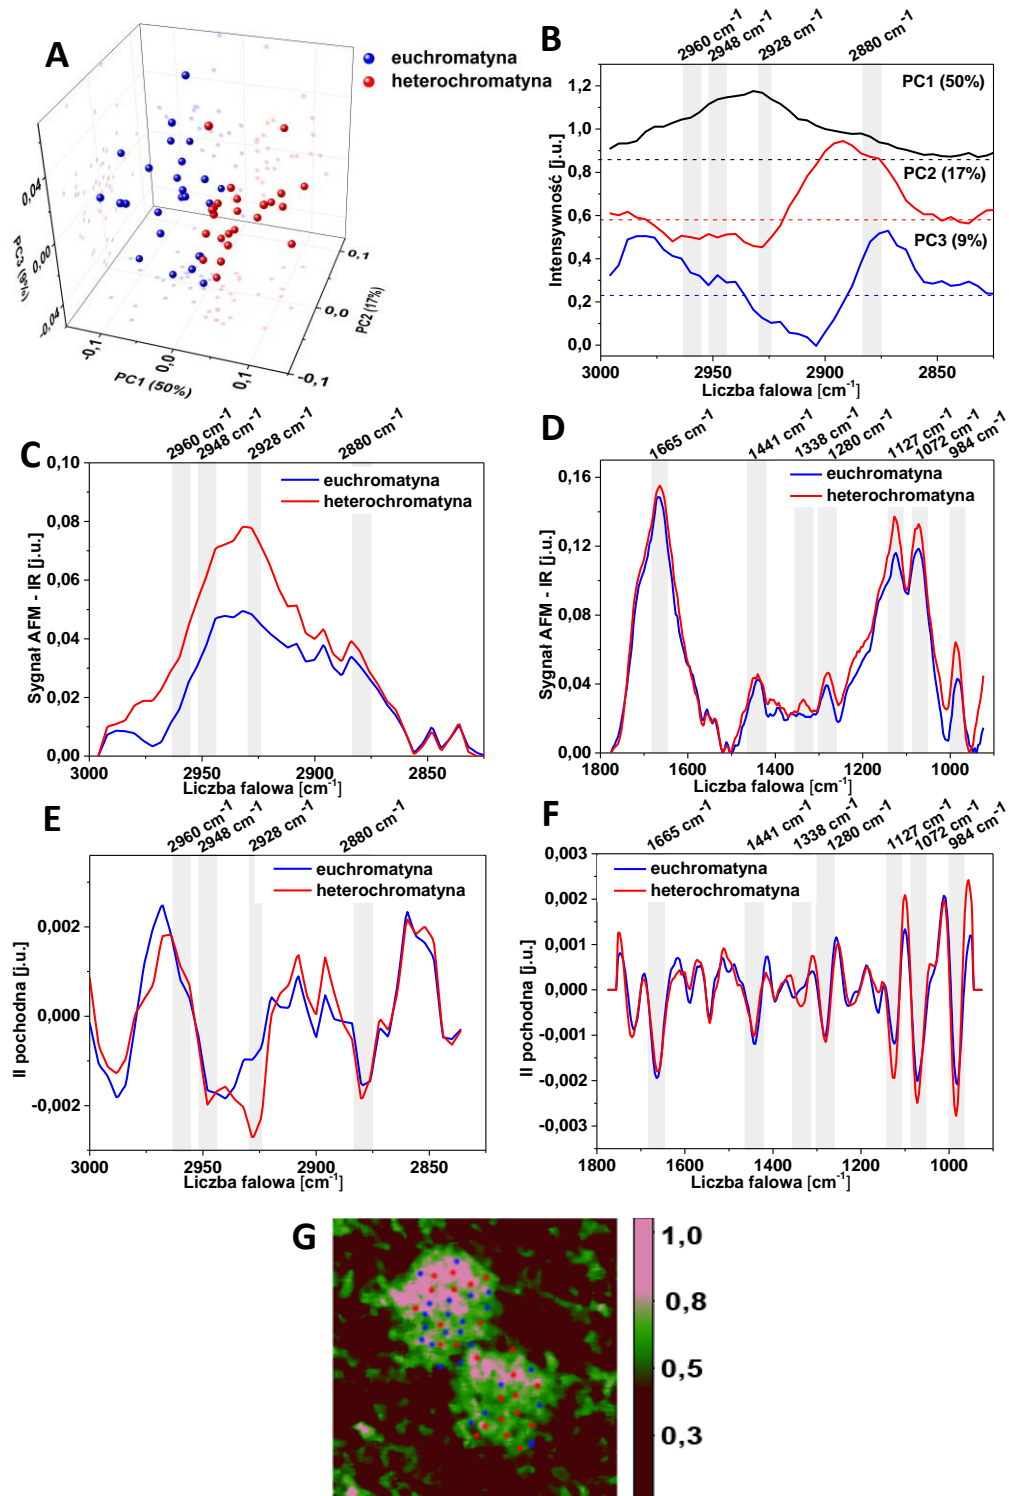 A
euchromatyna
heterochromatyna
0,04
0,00
-0,04
PC3 (9%)
-0,1
0,0
0,1
PC1 (50%)
0,1
0,0
-0,1
PC2 (17%)
B
2960 cm-1
2948 cm-1
2928 cm-1
2880 cm-1
PC1 (50%)
PC2 (17%)
PC3 (9%)
1,2
1,0
0,8
0,6
0,4
0,2
0,0
Intensywność [j.u.]
3000 2950 2900 2850
Liczba falowa [cm-1]
C
2960 cm-1
2948 cm-1
2928 cm-1
2880 cm-1
euchromatyna
heterochromatyna
0,10
0,08
0,06
0,04
0,02
0,00
Sygnał AFM - IR [j.u.]
3000 2950 2900 2850
Liczba falowa [cm-1]
D
1665 cm-1
1441 cm-1
1338 cm-1
1280 cm-1
1127 cm-1
1072 cm-1
984 cm-1
euchromatyna
heterochromatyna
0,16
0,12
0,08
0,04
0,00
Sygnał AFM - IR [j.u.]
1800 1600 1400 1200 1000
Liczba falowa [cm-1]
E
2960 cm-1
2948 cm-1
2928 cm-1
2880 cm-1
euchromatyna
heterochromatyna
0,002
0,000
-0,002
II pochodna [j.u.]
3000 2950 2900 2850
Liczba falowa [cm-1]
F
1665 cm-1
1441 cm-1
1338 cm-1
1280 cm-1
1127 cm-1
1072 cm-1
984 cm-1
euchromatyna
heterochromatyna
0,003
0,002
0,001
0,000
-0,001
-0,002
-0,003
II pochodna [j.u.]
1800 1600 1400 1200 1000
Liczba falowa [cm-1]
G
1,0
0,8
0,5
0,3